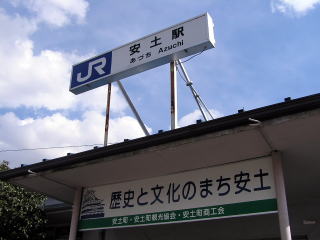 JR 安土駅
あづち Azuchi
歴史と文化のまち安土
安土町・安土町観光協会・安土町商工会